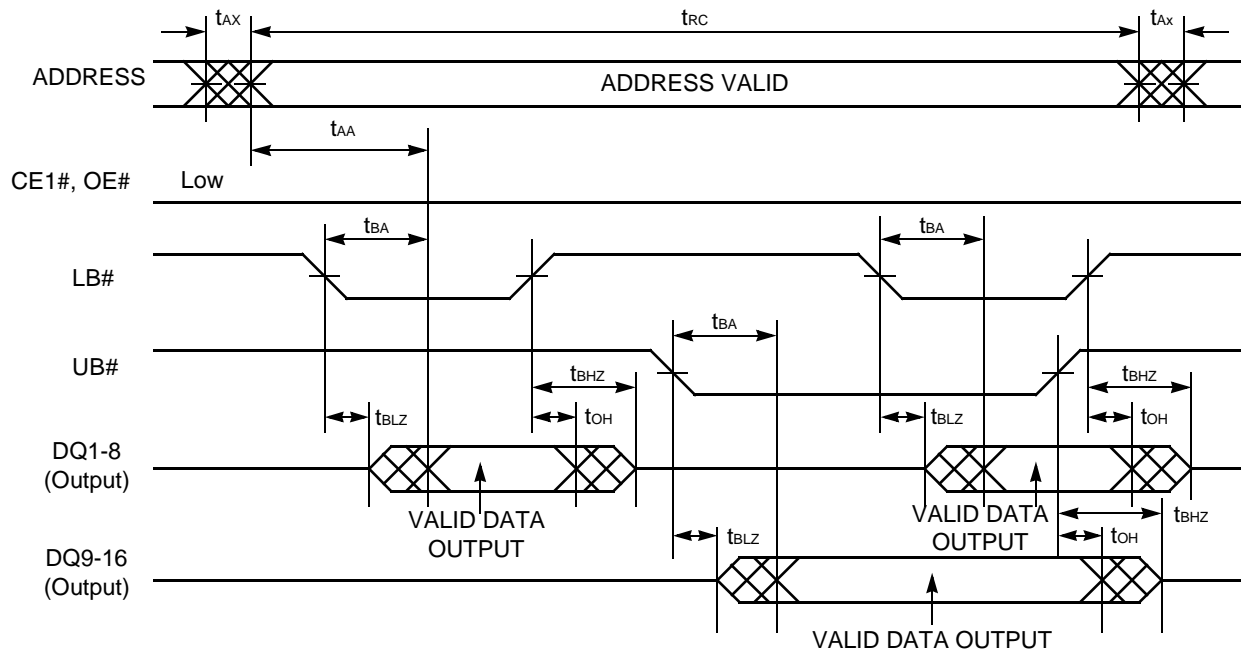 tAX tRC tAx
ADDRESS ADDRESS VALID
tAA
CE1#, OE# Low
tBA tBA
LB#
tBA
UB#
tBHZ tBHZ
tBLZ tOH tBLZ tOH
DQ1-8
(Output)
VALID DATA
OUTPUT
VALID DATA
OUTPUT
tBHZ
tBLZ tOH
DQ9-16
(Output)
VALID DATA OUTPUT